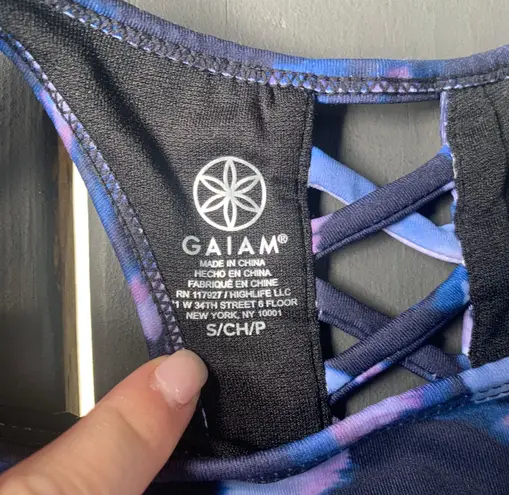 GAIAM®
MADE IN CHINA
HECHO EN CHINA
FABRIQUÉ EN CHINE
RN 117927 / HIGHLIFE LLC
1 W 34TH STREET 6 FLOOR
NEW YORK, NY 10001
S/CH/P